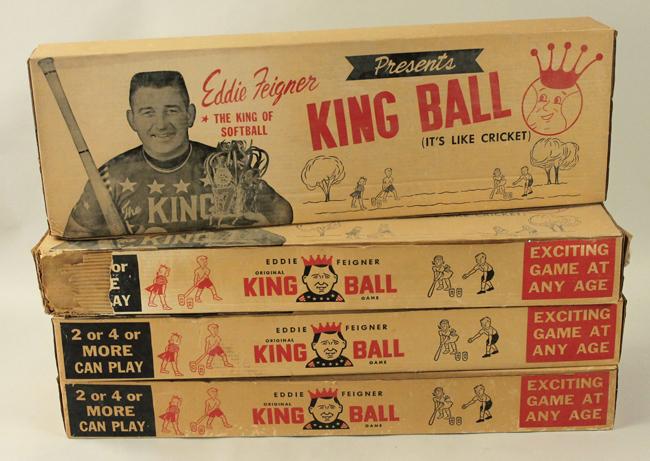 Eddie Feigner
★ THE KING OF
SOFTBALL
Presents
KING BALL
(IT'S LIKE CRICKET)
The
KING
or
E
AY
EDDIE FEIGNER
ORIGINAL
KING BALL
GAME
EXCITING
GAME AT
ANY AGE
2 or 4 or
MORE
CAN PLAY
EDDIE FEIGNER
ORIGINAL
KING BALL
GAME
EXCITING
GAME AT
ANY AGE
2 or 4 or
MORE
CAN PLAY
EDDIE FEIGNER
ORIGINAL
KING BALL
GAME
EXCITING
GAME AT
ANY AGE